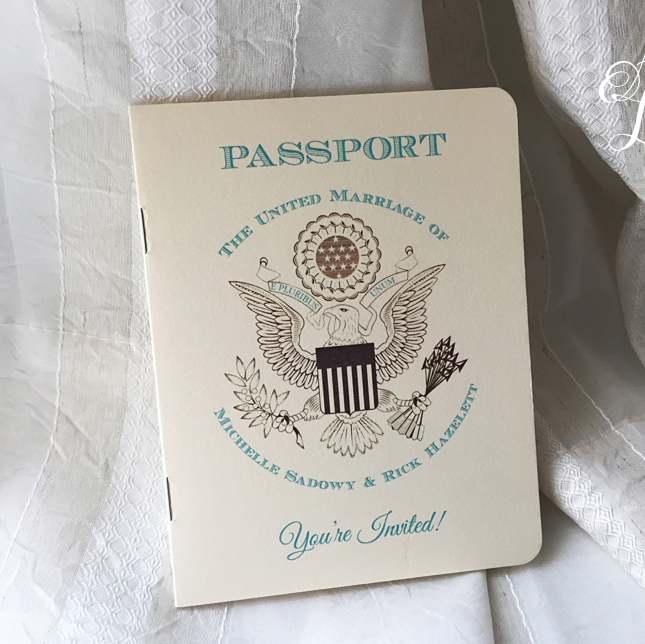 PASSPORT
THE UNITED MARRIAGE OF
E PLURIBUS UNUM
MICHELLE SADOWY & RICK HAZELETT
You're Invited!